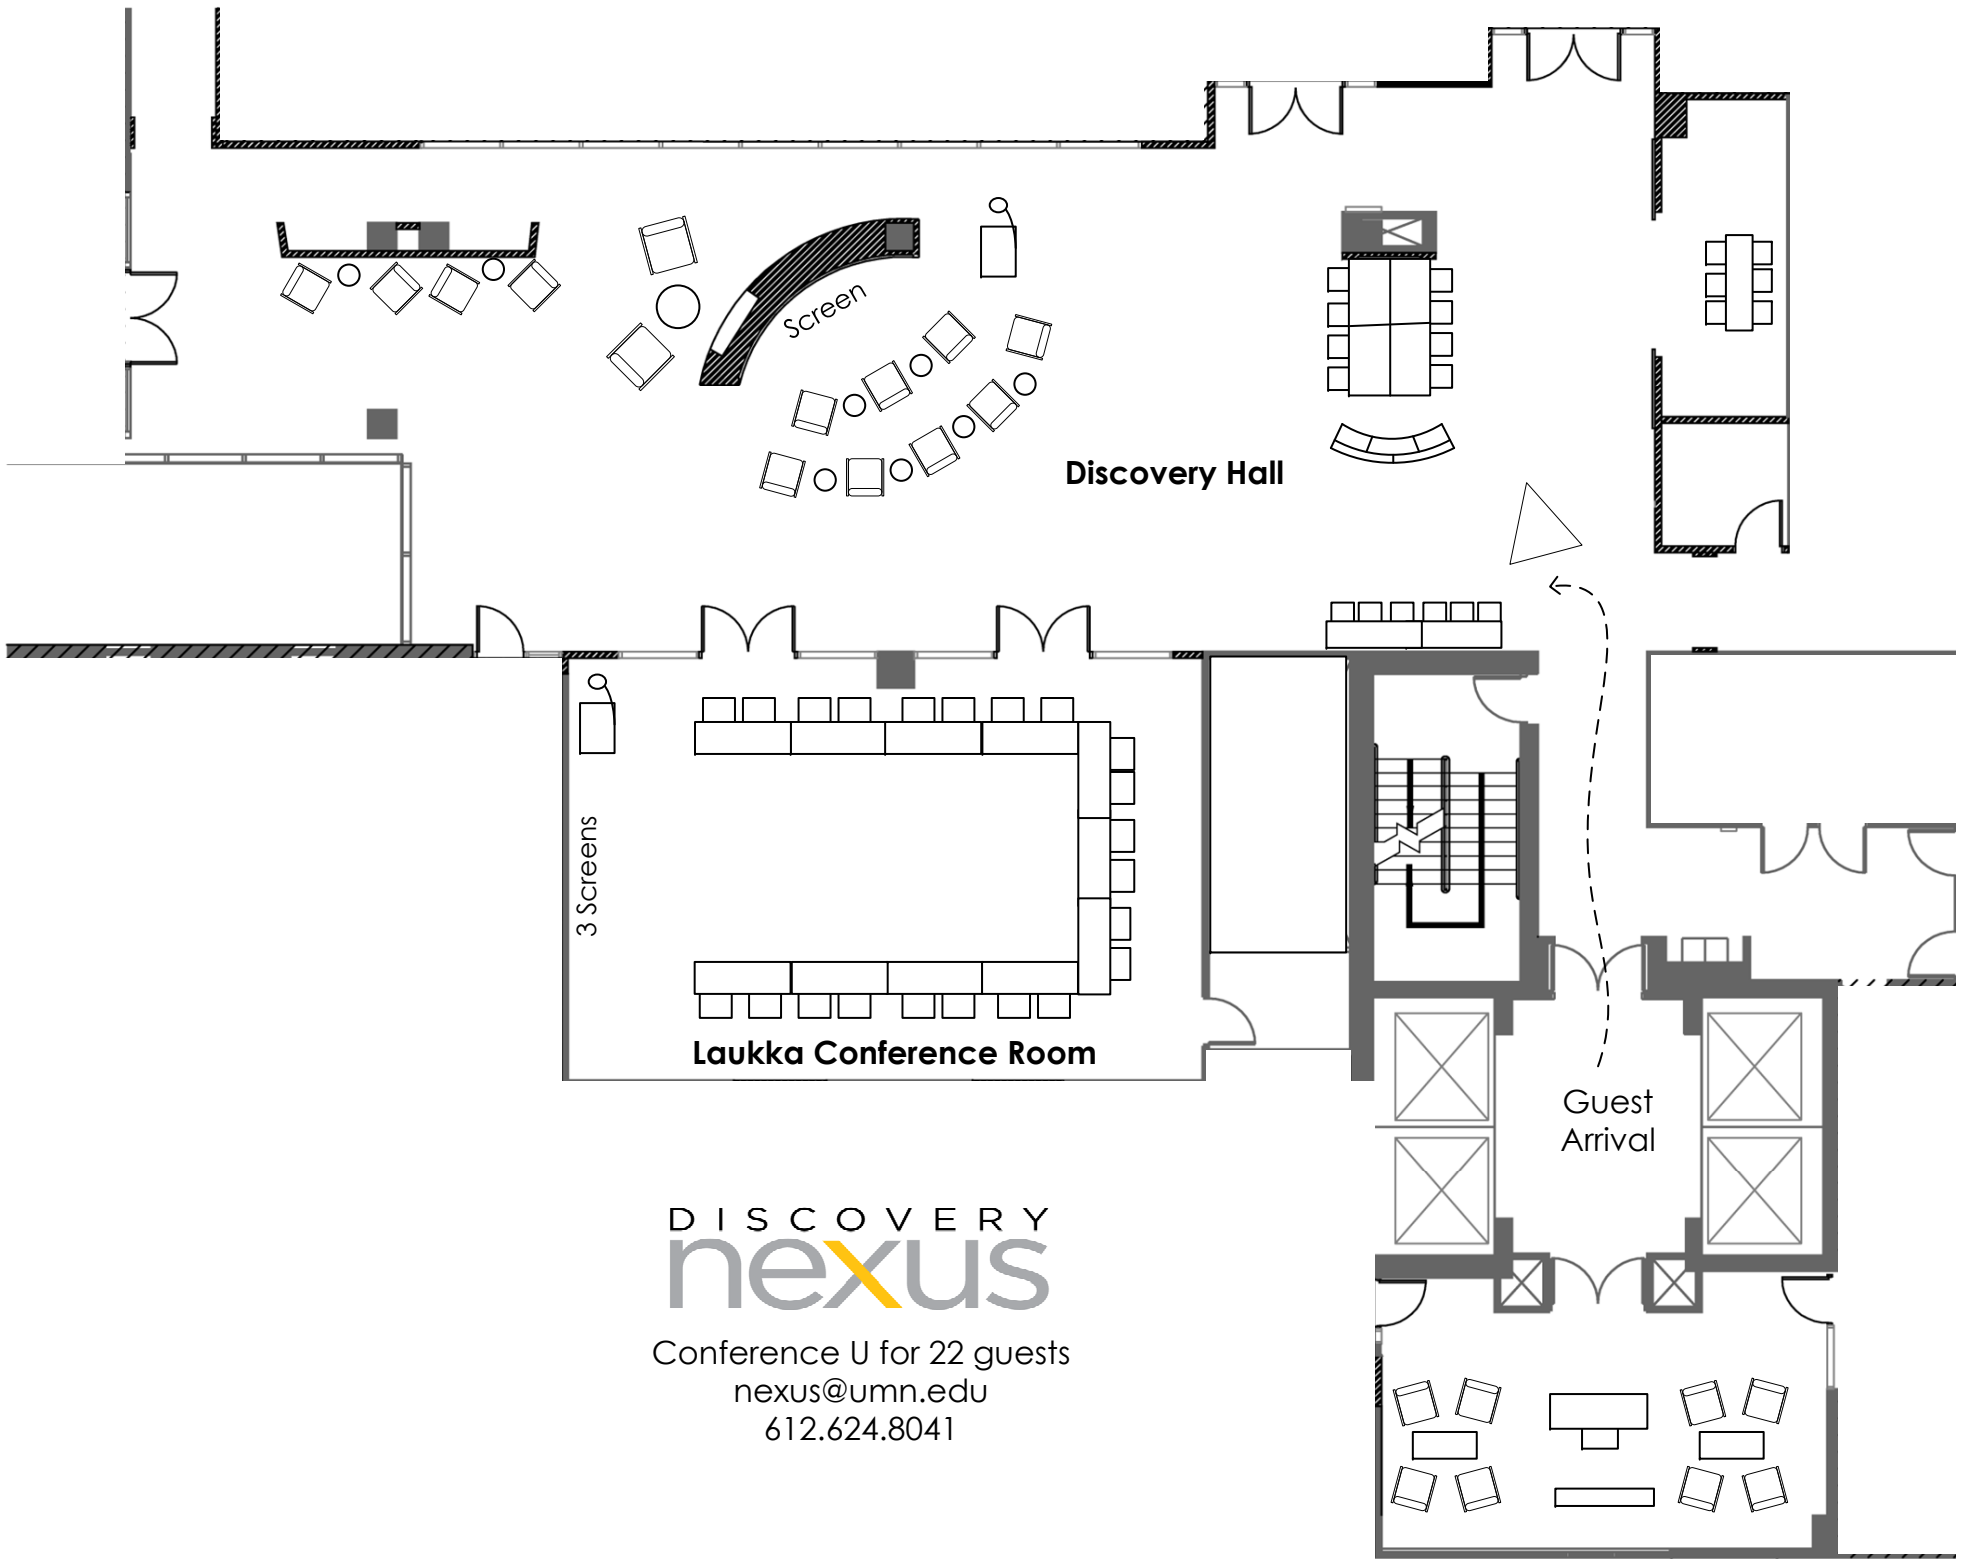 Screen
Discovery Hall
3 Screens
Laukka Conference Room
Guest
Arrival
DISCOVERY
nexus
Conference U for 22 guests
nexus@umn.edu
612.624.8041